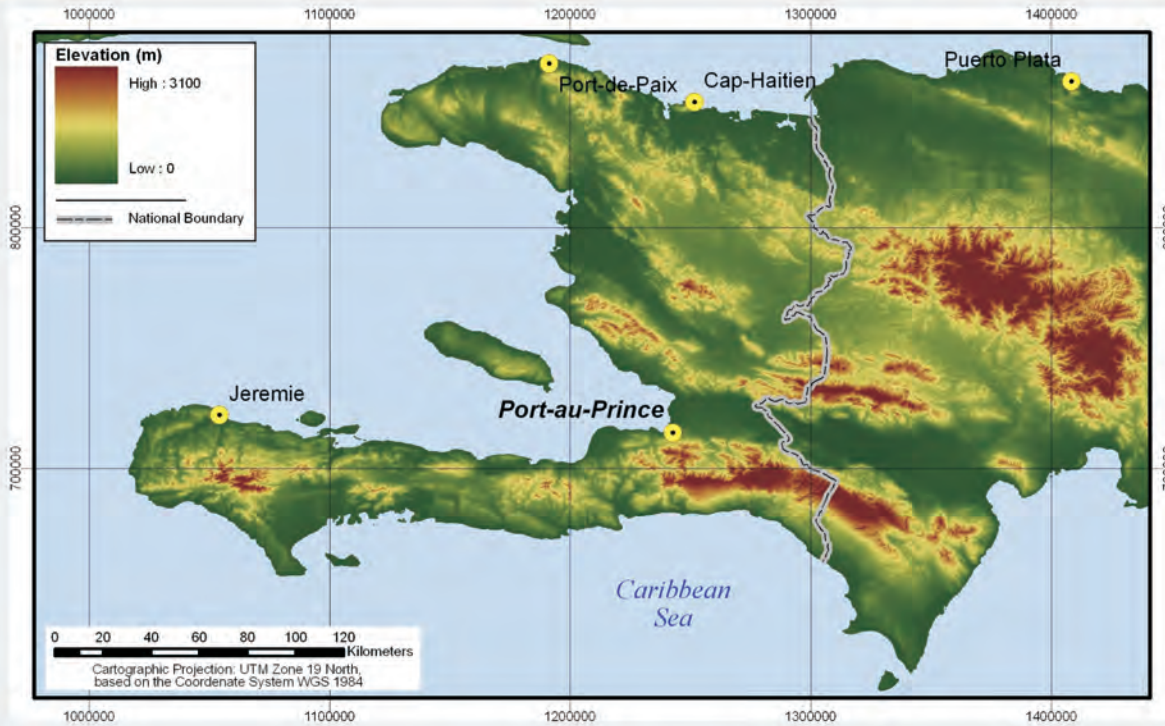 1000000 1100000 1200000 1300000 1400000
Elevation (m)
High : 3100
Low : 0
National Boundary
Port-de-Paix
Cap-Haitien
Puerto Plata
800000
Jeremie
Port-au-Prince
700000
Caribbean
Sea
0 20 40 60 80 100 120
Kilometers
Cartographic Projection: UTM Zone 19 North,
based on the Coordenate System WGS 1984
1000000 1100000 1200000 1300000 1400000